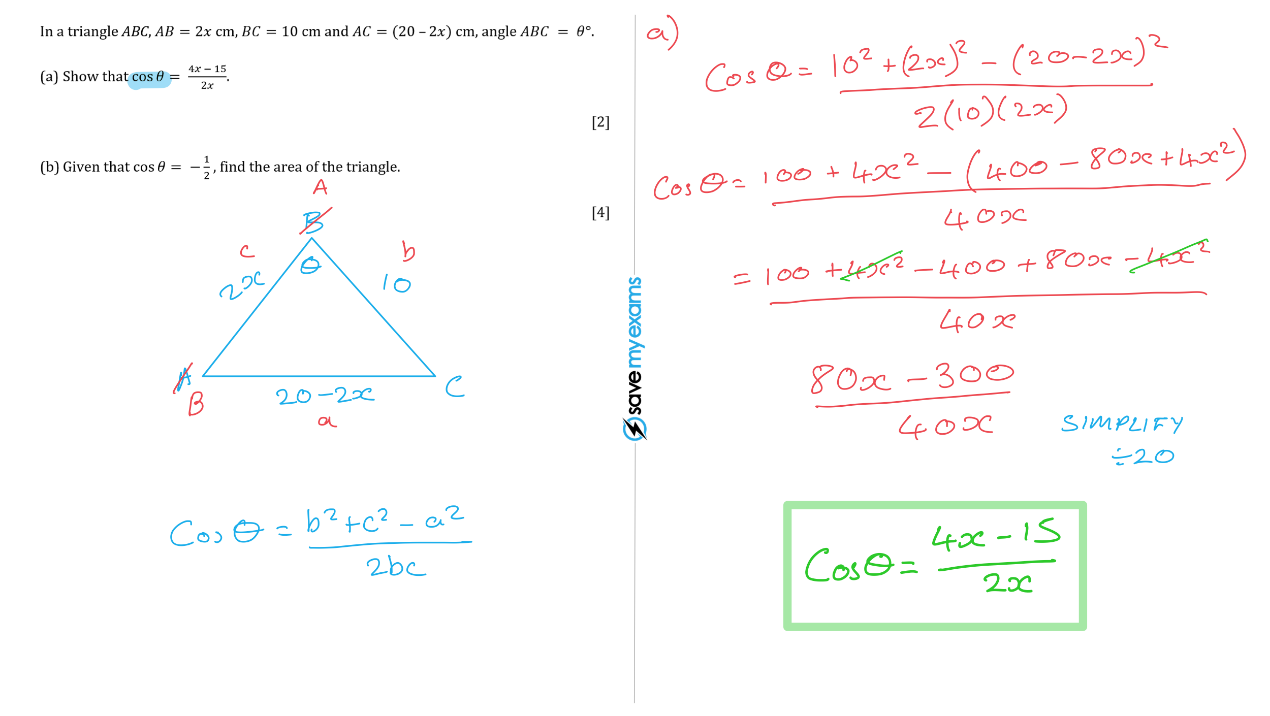 In a triangle ABC, AB = 2x cm, BC = 10 cm and AC = (20 – 2x) cm, angle ABC = θ°.
(a) Show that cos θ = (4x – 15)/(2x).
[2]
(b) Given that cos θ = –1/2, find the area of the triangle.
[4]
A
B
c
b
θ
2x
10
A
B
20–2x
C
a
Cos θ = (b² + c² – a²)/(2bc)
save my exams
a)
Cos θ = (10² + (2x)² – (20–2x)²)/(2(10)(2x))
Cos θ = (100 + 4x² – (400 – 80x + 4x²))/(40x)
= (100 + 4x² – 400 + 80x – 4x²)/(40x)
(80x – 300)/(40x)
SIMPLIFY
÷20
Cos θ = (4x – 15)/(2x)